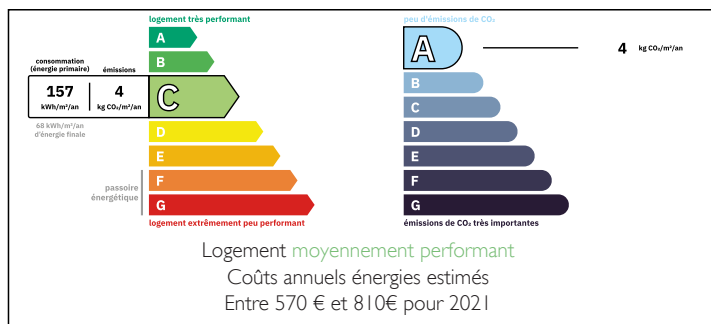 logement très performant
A
B
consommation
(énergie primaire)
émissions
157
kWh/m²/an
4
kg CO₂/m²/an
C
68 kWh/m²/an
d'énergie finale
D
E
passoire
énergétique
F
G
logement extrêmement peu performant
peu d'émissions de CO₂
A
4 kg CO₂/m²/an
B
C
D
E
F
G
émissions de CO₂ très importantes
Logement moyennement performant
Coûts annuels énergies estimés
Entre 570 € et 810€ pour 2021